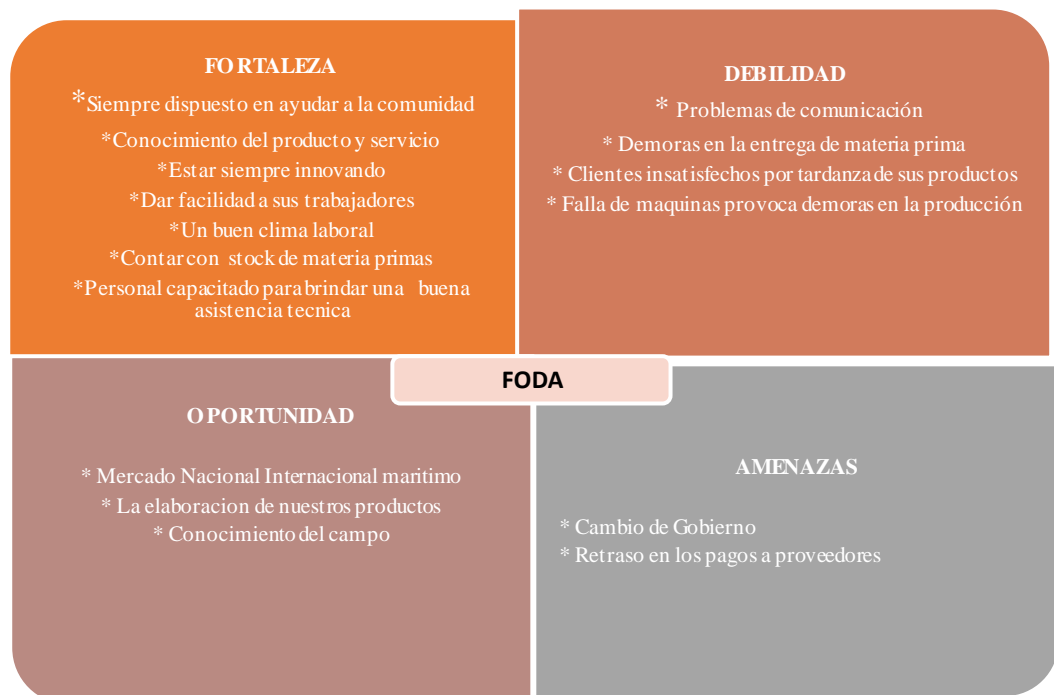 FORTALEZA
*Siempre dispuesto en ayudar a la comunidad
*Conocimiento del producto y servicio
*Estar siempre innovando
*Dar facilidad a sus trabajadores
*Un buen clima laboral
*Contar con stock de materia primas
*Personal capacitado para brindar una buena
asistencia tecnica
DEBILIDAD
* Problemas de comunicación
* Demoras en la entrega de materia prima
* Clientes insatisfechos por tardanza de sus productos
* Falla de maquinas provoca demoras en la producción
FODA
OPORTUNIDAD
* Mercado Nacional Internacional maritimo
* La elaboracion de nuestros productos
* Conocimiento del campo
AMENAZAS
* Cambio de Gobierno
* Retraso en los pagos a proveedores